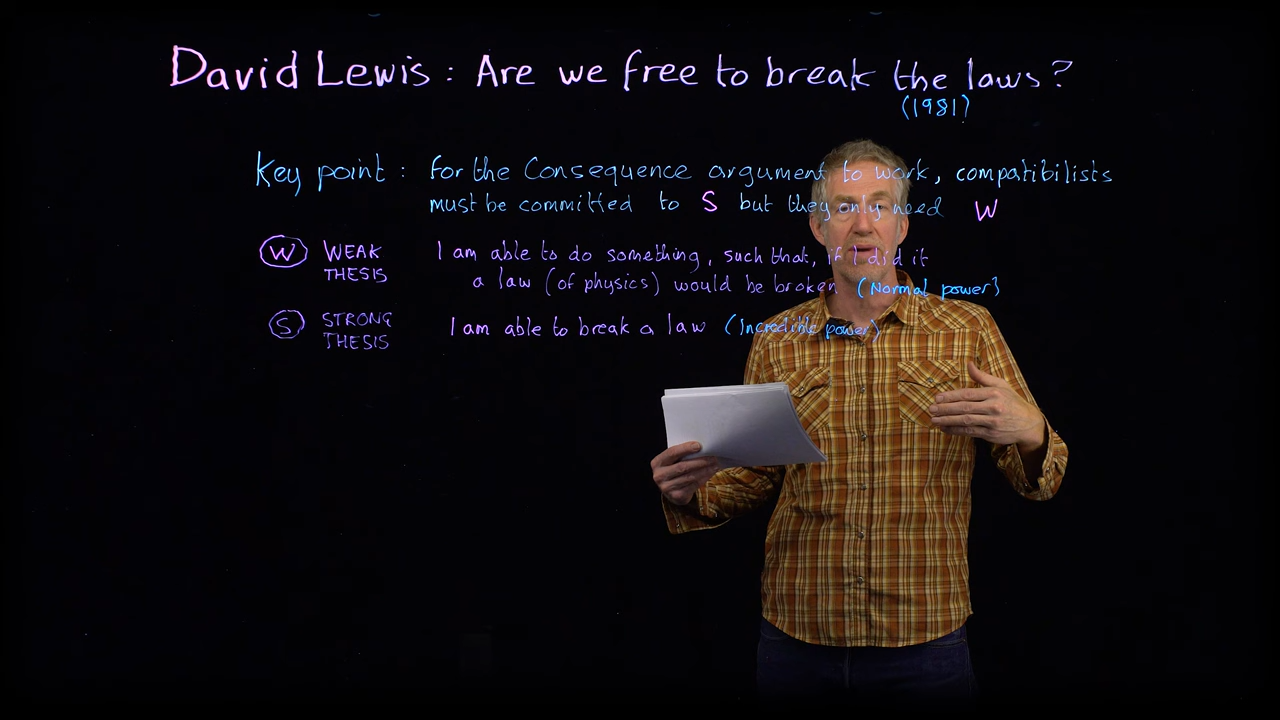 David Lewis : Are we free to break the laws?
(1981)
Key point : for the Consequence argument to work, compatibilists
must be committed to S but they only need W
W WEAK THESIS I am able to do something, such that, if I did it
a law (of physics) would be broken (Normal power)
S STRONG THESIS I am able to break a law (Incredible power)